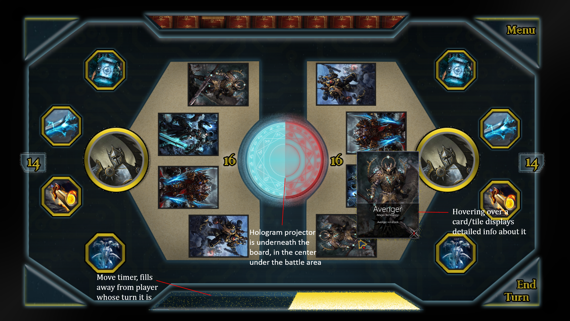 Menu
14
16
16
14
Avenger
Hovering over a
card/tile displays
detailed info about it
Hologram projector
is underneath the
board, in the center
under the battle area
Move timer, fills
away from player
whose turn it is
End
Turn